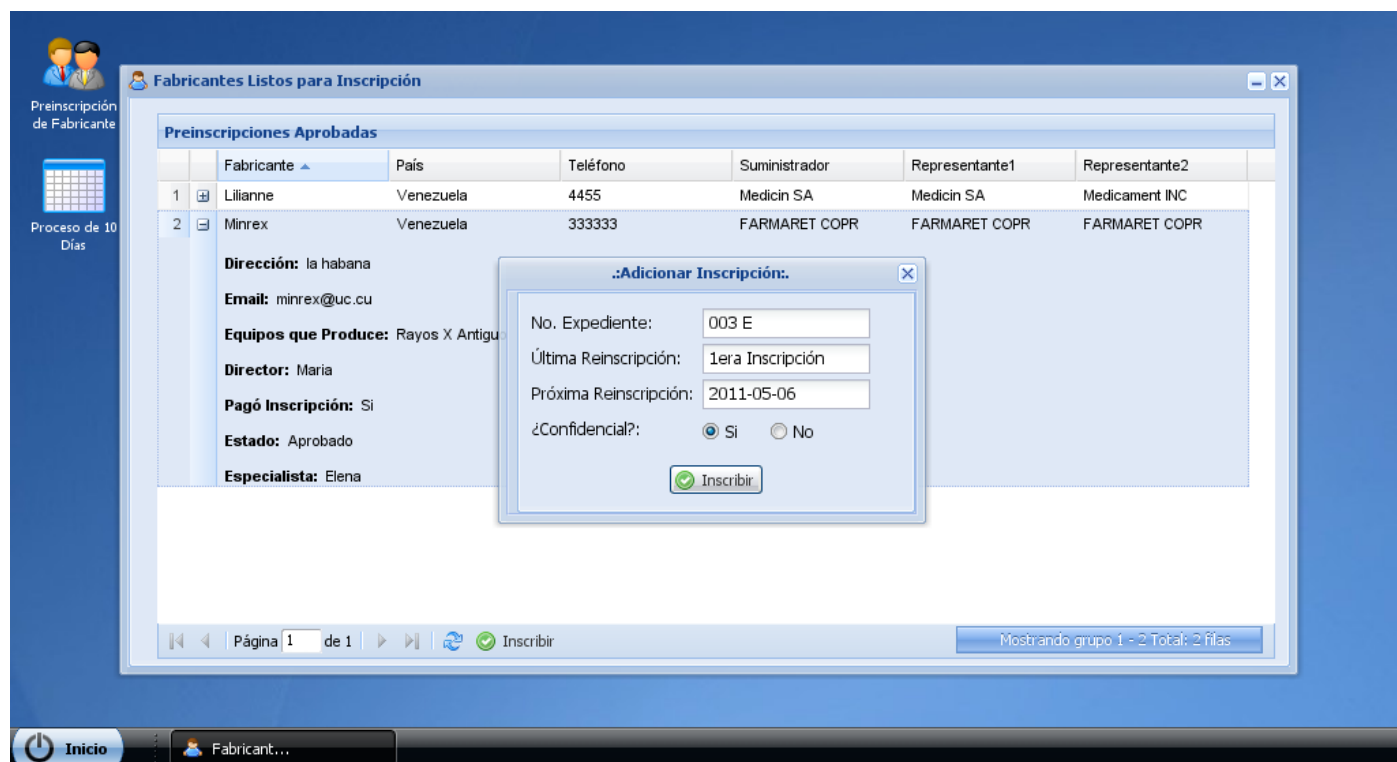 Preinscripción
de Fabricante
Proceso de 10
Días
Fabricantes Listos para Inscripción
Preinscripciones Aprobadas
Fabricante País Teléfono Suministrador Representante1 Representante2
1 Lilianne Venezuela 4455 Medicin SA Medicin SA Medicament INC
2 Minrex Venezuela 333333 FARMARET COPR FARMARET COPR FARMARET COPR
Dirección: la habana
Email: minrex@uc.cu
Equipos que Produce: Rayos X
Director: Maria
Pagó Inscripción: Si
Estado: Aprobado
Especialista: Elena
.:Adicionar Inscripción:.
No. Expediente: 003 E
Última Reinscripción: 1era Inscripción
Próxima Reinscripción: 2011-05-06
¿Confidencial?: Si No
Inscribir
Página 1 de 1 Inscribir
Mostrando grupo 1 - 2 Total: 2 filas
Inicio Fabricant...